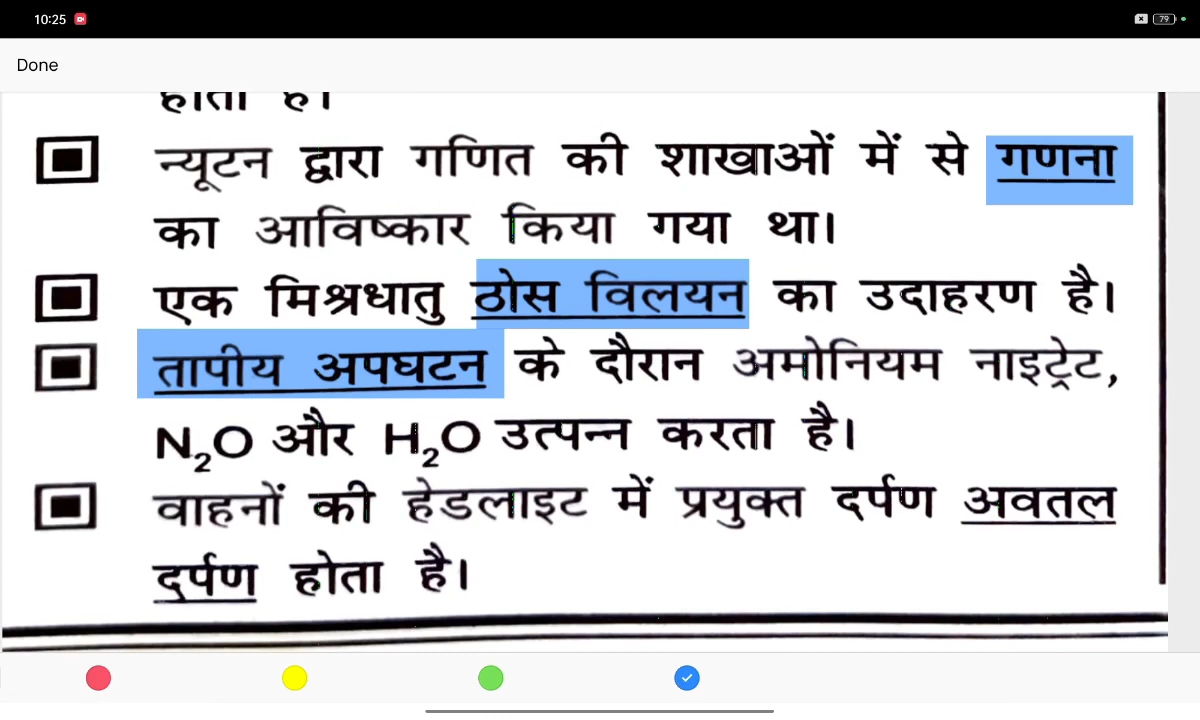 10:25
79
Done
होता है।
न्यूटन द्वारा गणित की शाखाओं में से गणना
का आविष्कार किया गया था।
एक मिश्रधातु ठोस विलयन का उदाहरण है।
तापीय अपघटन के दौरान अमोनियम नाइट्रेट,
N₂O और H₂O उत्पन्न करता है।
वाहनों की हेडलाइट में प्रयुक्त दर्पण अवतल
दर्पण होता है।